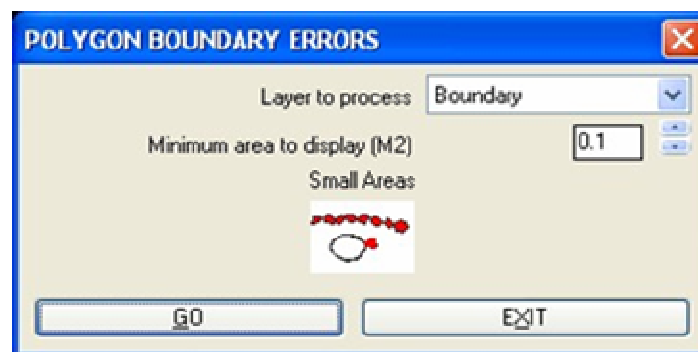 POLYGON BOUNDARY ERRORS
Layer to process Boundary
Minimum area to display (M2) 0.1
Small Areas
GO EXIT